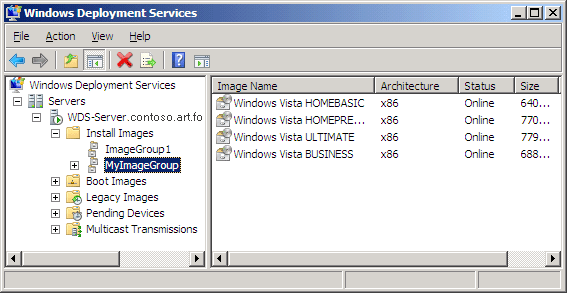 Windows Deployment Services
File Action View Help
Windows Deployment Services
Servers
WDS-Server.contoso.art.fo
Install Images
ImageGroup1
MyImageGroup
Boot Images
Legacy Images
Pending Devices
Multicast Transmissions
Image Name Architecture Status Size
Windows Vista HOMEBASIC x86 Online 640...
Windows Vista HOMEPRE... x86 Online 770...
Windows Vista ULTIMATE x86 Online 779...
Windows Vista BUSINESS x86 Online 688...